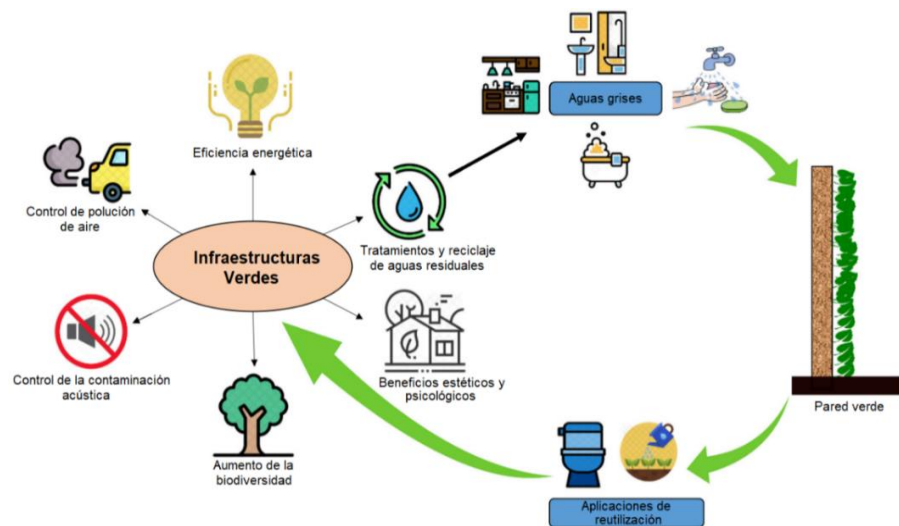 Aguas grises
Eficiencia energética
Control de polución
de aire
Tratamientos y reciclaje
de aguas residuales
Infraestructuras
Verdes
Control de la contaminación
acústica
Beneficios estéticos y
psicológicos
Pared verde
Aumento de la
biodiversidad
Aplicaciones de
reutilización